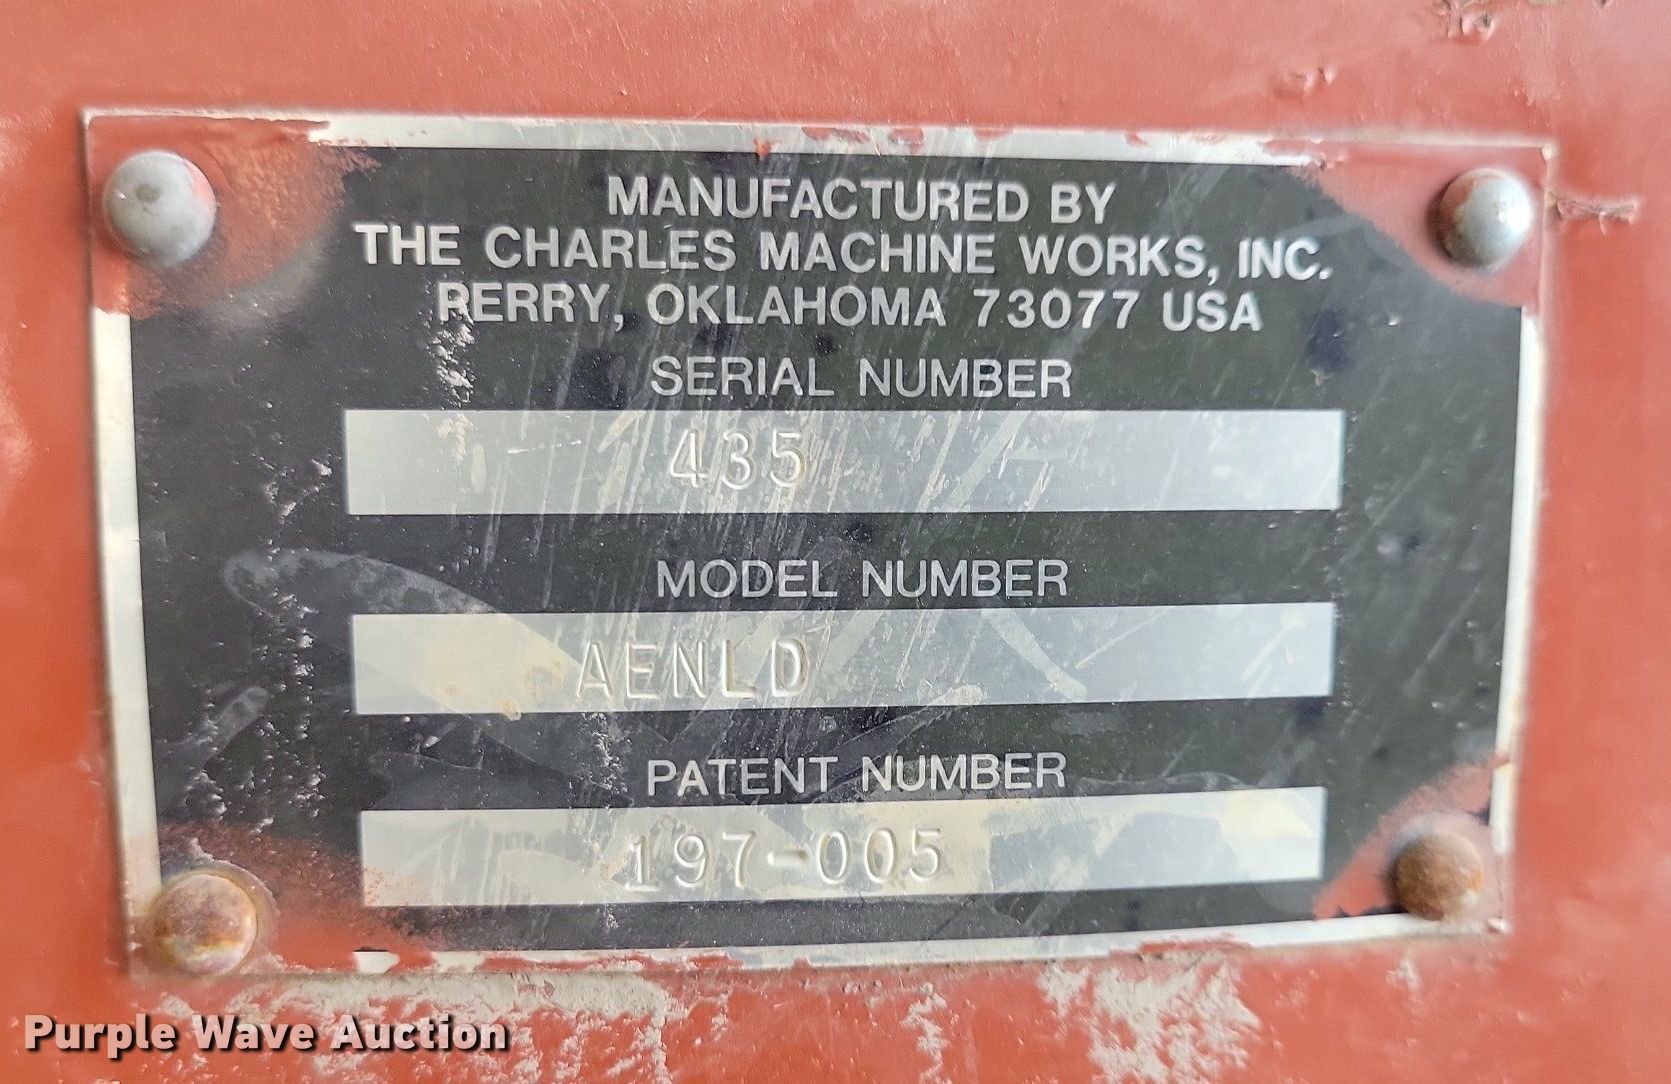 MANUFACTURED BY
THE CHARLES MACHINE WORKS, INC.
PERRY, OKLAHOMA 73077 USA
SERIAL NUMBER
435
MODEL NUMBER
AENLD
PATENT NUMBER
197-005
Purple Wave Auction